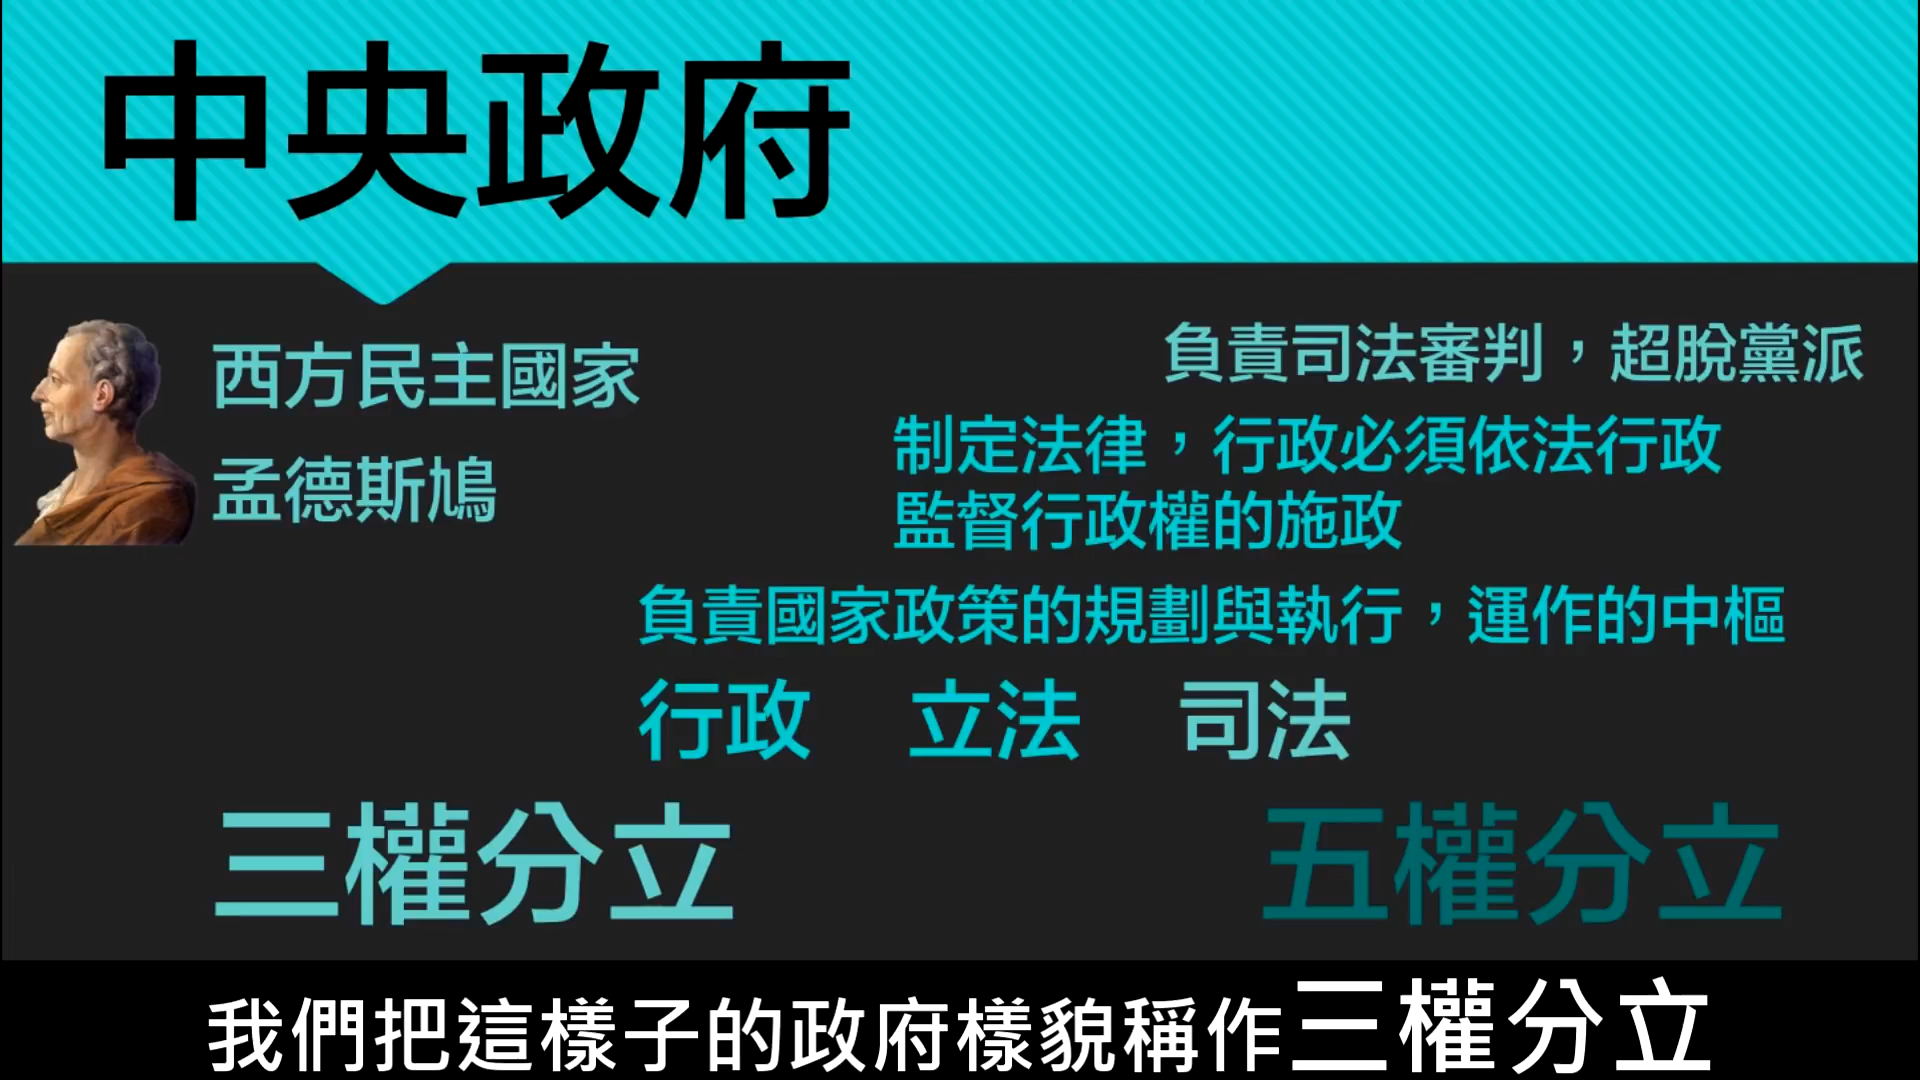 中央政府
西方民主國家
孟德斯鳩
負責司法審判，超脫黨派
制定法律，行政必須依法行政
監督行政權的施政
負責國家政策的規劃與執行，運作的中樞
行政 立法 司法
三權分立
五權分立
我們把這樣子的政府樣貌稱作三權分立